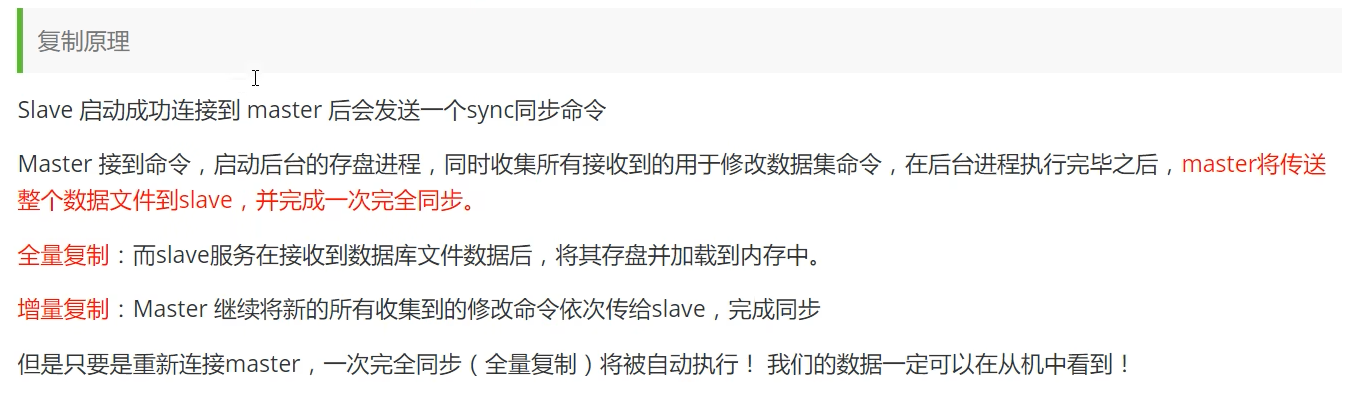 复制原理
Slave 启动成功连接到 master 后会发送一个sync同步命令
Master 接到命令，启动后台的存盘进程，同时收集所有接收到的用于修改数据集命令，在后台进程执行完毕之后，master将传送
整个数据文件到slave，并完成一次完全同步。
全量复制：而slave服务在接收到数据库文件数据后，将其存盘并加载到内存中。
增量复制：Master 继续将新的所有收集到的修改命令依次传给slave，完成同步
但是只要是重新连接master，一次完全同步（全量复制）将被自动执行！ 我们的数据一定可以在从机中看到！